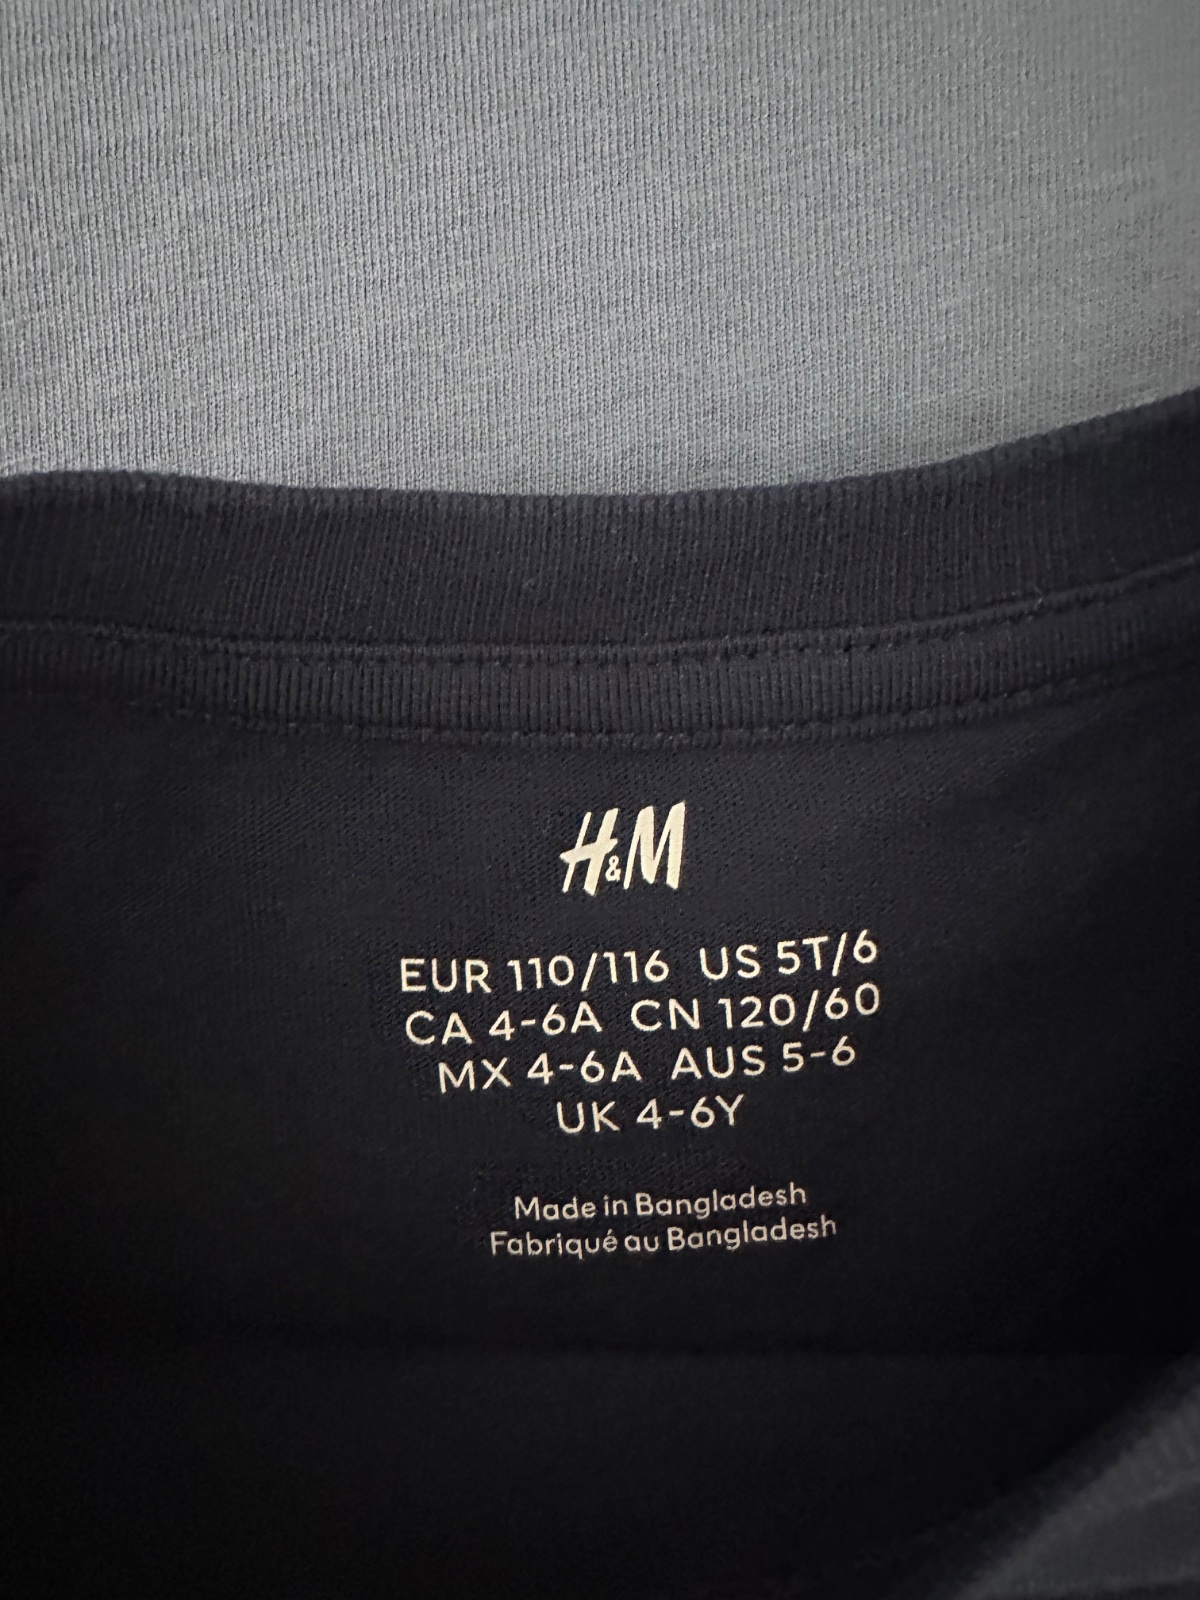 H&M
EUR 110/116 US 5T/6
CA 4-6A CN 120/60
MX 4-6A AUS 5-6
UK 4-6Y
Made in Bangladesh
Fabriqué au Bangladesh